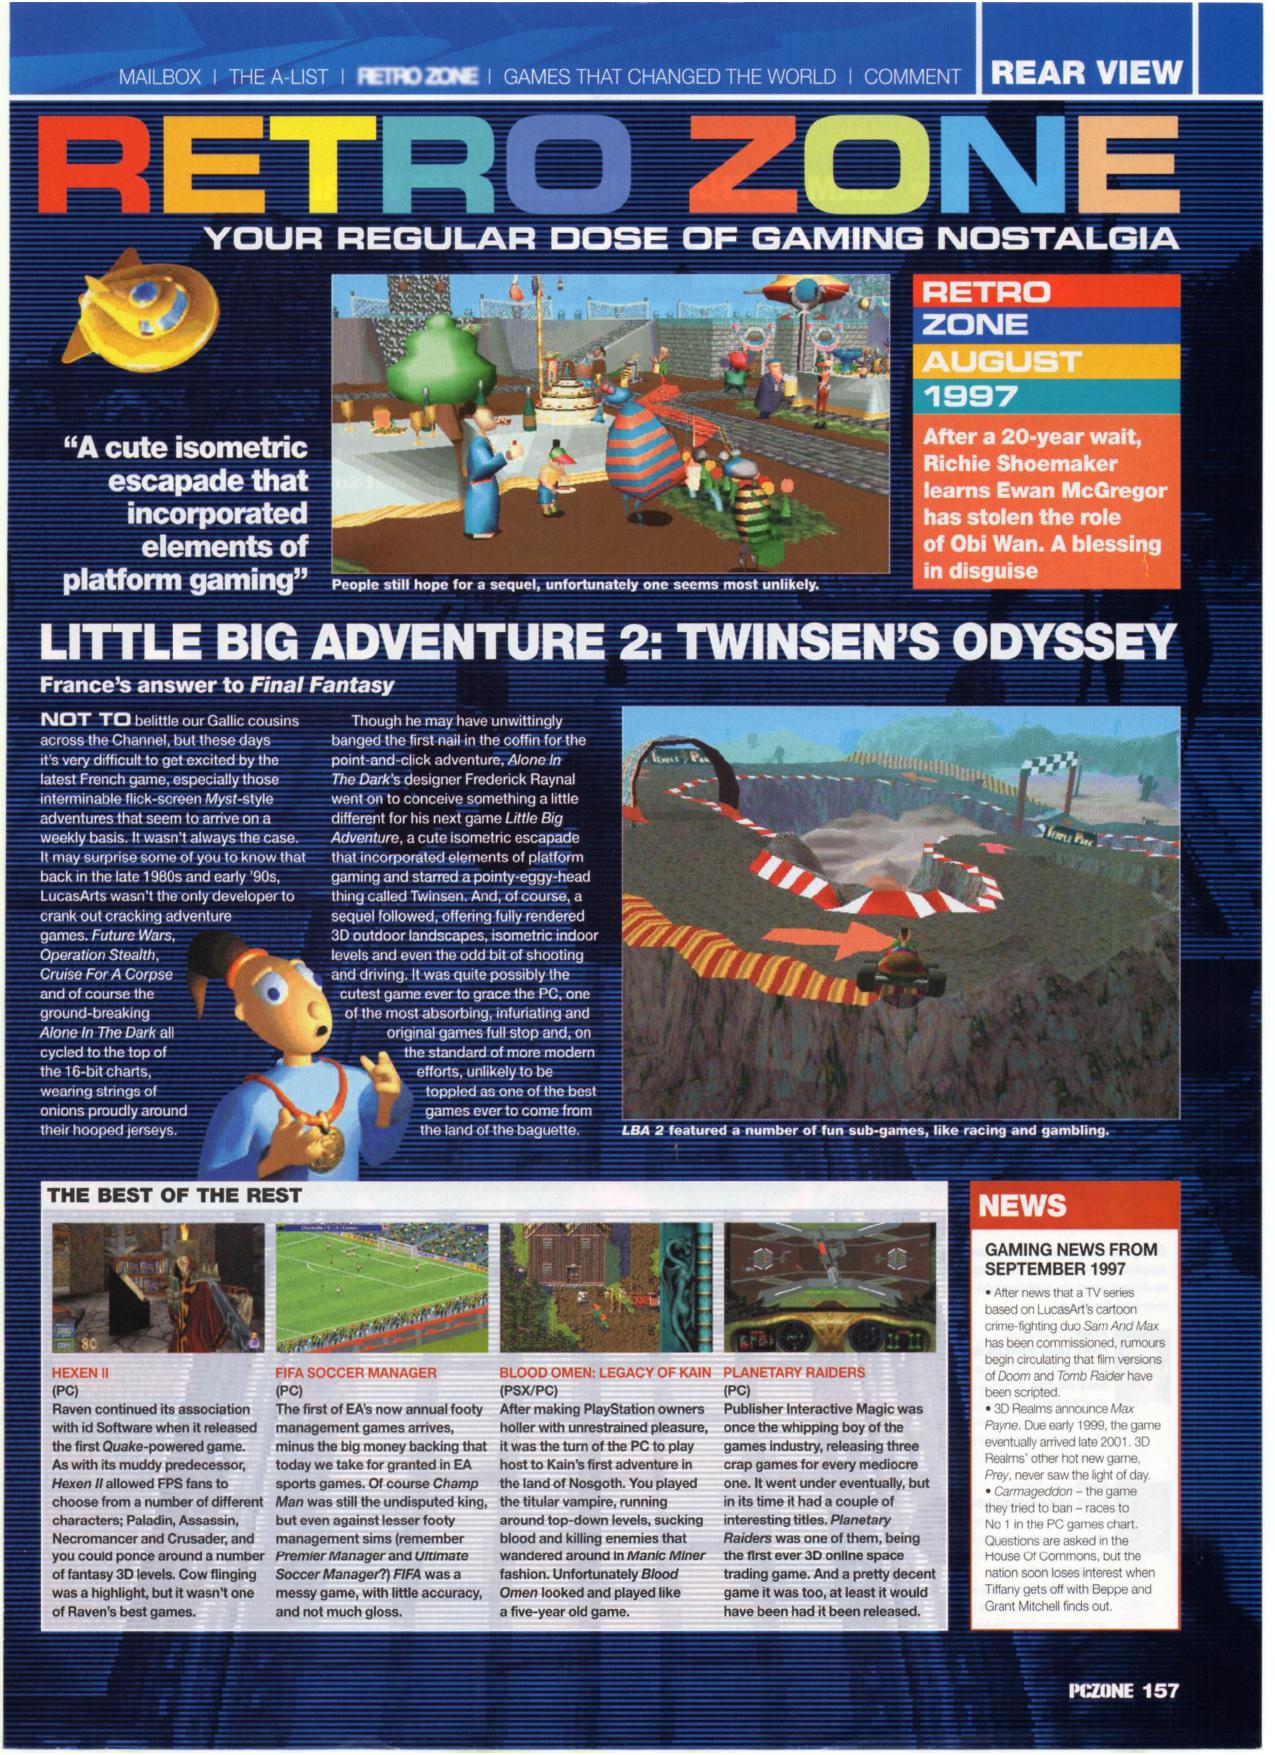 MAILBOX | THE A-LIST | RETRO ZONE | GAMES THAT CHANGED THE WORLD | COMMENT
REAR VIEW
RETRO ZONE
YOUR REGULAR DOSE OF GAMING NOSTALGIA
“A cute isometric
escapade that
incorporated
elements of
platform gaming”
People still hope for a sequel, unfortunately one seems most unlikely.
RETRO
ZONE
AUGUST
1997
After a 20-year wait,
Richie Shoemaker
learns Ewan McGregor
has stolen the role
of Obi Wan. A blessing
in disguise
LITTLE BIG ADVENTURE 2: TWINSEN'S ODYSSEY
France's answer to Final Fantasy
NOT TO belittle our Gallic cousins
across the Channel, but these days
it's very difficult to get excited by the
latest French game, especially those
interminable flick-screen Myst-style
adventures that seem to arrive on a
weekly basis. It wasn't always the case.
It may surprise some of you to know that
back in the late 1980s and early '90s,
LucasArts wasn't the only developer to
crank out cracking adventure
games. Future Wars,
Operation Stealth,
Cruise For A Corpse
and of course the
ground-breaking
Alone In The Dark all
cycled to the top of
the 16-bit charts,
wearing strings of
onions proudly around
their hooped jerseys.
Though he may have unwittingly
banged the first nail in the coffin for the
point-and-click adventure, Alone In
The Dark's designer Frederick Raynal
went on to conceive something a little
different for his next game Little Big
Adventure, a cute isometric escapade
that incorporated elements of platform
gaming and starred a pointy-eggy-head
thing called Twinsen. And, of course, a
sequel followed, offering fully rendered
3D outdoor landscapes, isometric indoor
levels and even the odd bit of shooting
and driving. It was quite possibly the
cutest game ever to grace the PC, one
of the most absorbing, infuriating and
original games full stop and, on
the standard of more modern
efforts, unlikely to be
toppled as one of the best
games ever to come from
the land of the baguette.
TEMPLE PARK
LBA 2 featured a number of fun sub-games, like racing and gambling.
THE BEST OF THE REST
80
HEXEN II
(PC)
Raven continued its association
with id Software when it released
the first Quake-powered game.
As with its muddy predecessor,
Hexen II allowed FPS fans to
choose from a number of different
characters; Paladin, Assassin,
Necromancer and Crusader, and
you could ponce around a number
of fantasy 3D levels. Cow flinging
was a highlight, but it wasn't one
of Raven's best games.
FIFA SOCCER MANAGER
(PC)
The first of EA's now annual footy
management games arrives,
minus the big money backing that
today we take for granted in EA
sports games. Of course Champ
Man was still the undisputed king,
but even against lesser footy
management sims (remember
Premier Manager and Ultimate
Soccer Manager?) FIFA was a
messy game, with little accuracy,
and not much gloss.
BLOOD OMEN: LEGACY OF KAIN
(PSX/PC)
After making PlayStation owners
holler with unrestrained pleasure,
it was the turn of the PC to play
host to Kain's first adventure in
the land of Nosgoth. You played
the titular vampire, running
around top-down levels, sucking
blood and killing enemies that
wandered around in Manic Miner
fashion. Unfortunately Blood
Omen looked and played like
a five-year old game.
PLANETARY RAIDERS
(PC)
Publisher Interactive Magic was
once the whipping boy of the
games industry, releasing three
crap games for every mediocre
one. It went under eventually, but
in its time it had a couple of
interesting titles. Planetary
Raiders was one of them, being
the first ever 3D online space
trading game. And a pretty decent
game it was too, at least it would
have been had it been released.
NEWS
GAMING NEWS FROM
SEPTEMBER 1997
• After news that a TV series
based on LucasArt's cartoon
crime-fighting duo Sam And Max
has been commissioned, rumours
begin circulating that film versions
of Doom and Tomb Raider have
been scripted.
• 3D Realms announce Max
Payne. Due early 1999, the game
eventually arrived late 2001. 3D
Realms' other hot new game,
Prey, never saw the light of day.
• Carmageddon – the game
they tried to ban – races to
No 1 in the PC games chart.
Questions are asked in the
House Of Commons, but the
nation soon loses interest when
Tiffany gets off with Beppe and
Grant Mitchell finds out.
PCZONE 157